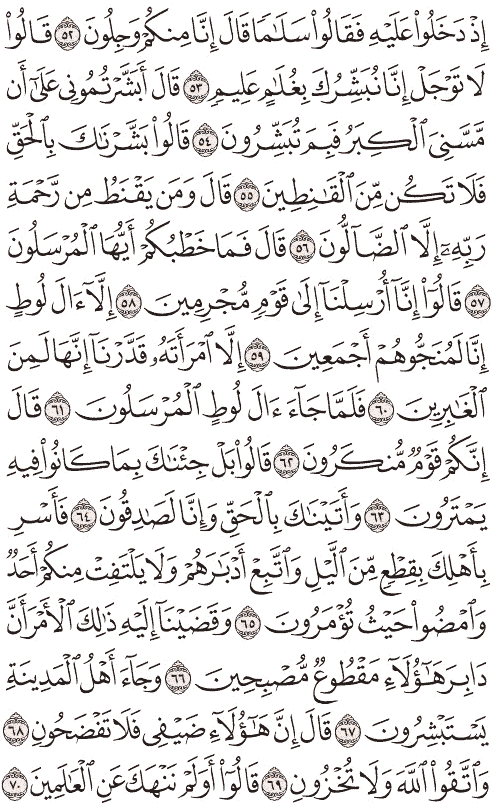 إِذْ دَخَلُوا۟ عَلَيْهِ فَقَالُوا۟ سَلَٰمًا قَالَ إِنَّا مِنكُمْ وَجِلُونَ ٥٢ قَالُوا۟
لَا تَوْجَلْ إِنَّا نُبَشِّرُكَ بِغُلَٰمٍ عَلِيمٍ ٥٣ قَالَ أَبَشَّرْتُمُونِى عَلَىٰٓ أَن
مَّسَّنِىَ ٱلْكِبَرُ فَبِمَ تُبَشِّرُونَ ٥٤ قَالُوا۟ بَشَّرْنَٰكَ بِٱلْحَقِّ
فَلَا تَكُن مِّنَ ٱلْقَٰنِطِينَ ٥٥ قَالَ وَمَن يَقْنَطُ مِن رَّحْمَةِ
رَبِّهِۦٓ إِلَّا ٱلضَّآلُّونَ ٥٦ قَالَ فَمَا خَطْبُكُمْ أَيُّهَا ٱلْمُرْسَلُونَ
٥٧ قَالُوٓا۟ إِنَّآ أُرْسِلْنَآ إِلَىٰ قَوْمٍ مُّجْرِمِينَ ٥٨ إِلَّآ ءَالَ لُوطٍ
إِنَّا لَمُنَجُّوهُمْ أَجْمَعِينَ ٥٩ إِلَّا ٱمْرَأَتَهُۥ قَدَّرْنَآ إِنَّهَا لَمِنَ
ٱلْغَٰبِرِينَ ٦٠ فَلَمَّا جَآءَ ءَالَ لُوطٍ ٱلْمُرْسَلُونَ ٦١ قَالَ
إِنَّكُمْ قَوْمٌ مُّنكَرُونَ ٦٢ قَالُوا۟ بَلْ جِئْنَٰكَ بِمَا كَانُوا۟ فِيهِ
يَمْتَرُونَ ٦٣ وَأَتَيْنَٰكَ بِٱلْحَقِّ وَإِنَّا لَصَٰدِقُونَ ٦٤ فَأَسْرِ
بِأَهْلِكَ بِقِطْعٍ مِّنَ ٱلَّيْلِ وَٱتَّبِعْ أَدْبَٰرَهُمْ وَلَا يَلْتَفِتْ مِنكُمْ أَحَدٌ
وَٱمْضُوا۟ حَيْثُ تُؤْمَرُونَ ٦٥ وَقَضَيْنَآ إِلَيْهِ ذَٰلِكَ ٱلْأَمْرَ أَنَّ
دَابِرَ هَٰٓؤُلَآءِ مَقْطُوعٌ مُّصْبِحِينَ ٦٦ وَجَآءَ أَهْلُ ٱلْمَدِينَةِ
يَسْتَبْشِرُونَ ٦٧ قَالَ إِنَّ هَٰٓؤُلَآءِ ضَيْفِى فَلَا تَفْضَحُونِ ٦٨
وَٱتَّقُوا۟ ٱللَّهَ وَلَا تُخْزُونِ ٦٩ قَالُوٓا۟ أَوَلَمْ نَنْهَكَ عَنِ ٱلْعَٰلَمِينَ ٧٠